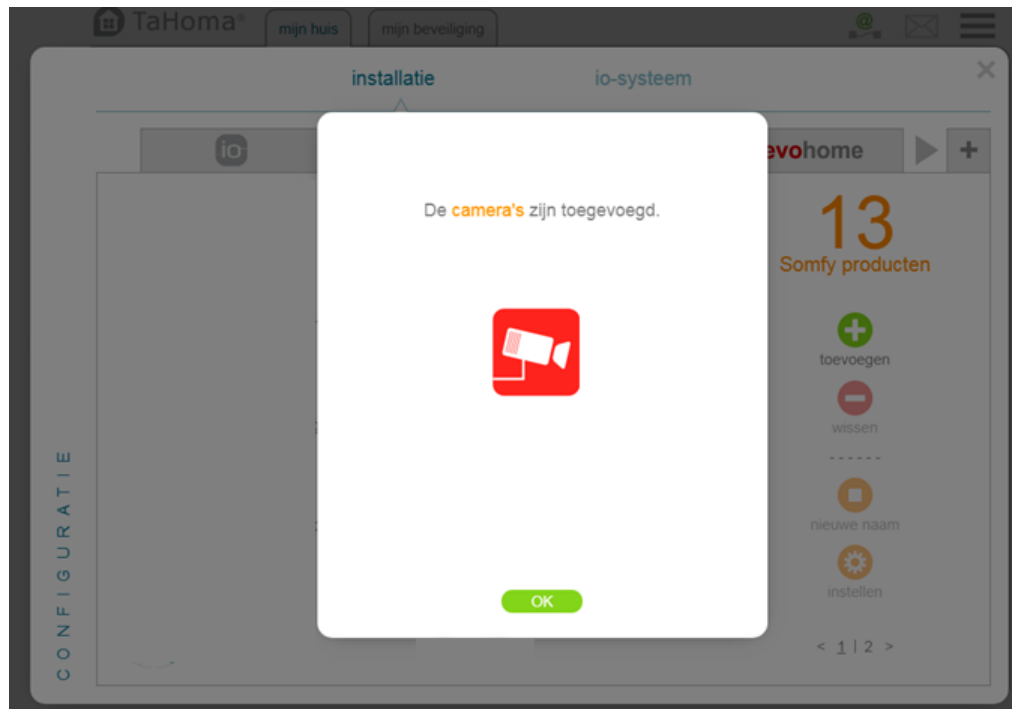 TaHoma®
mijn huis
mijn beveiliging
@
installatie
io-systeem
io
evohome
De camera's zijn toegevoegd.
13
Somfy producten
toevoegen
wissen
------
nieuwe naam
instellen
OK
< 1 | 2 >
CONFIGURATIE